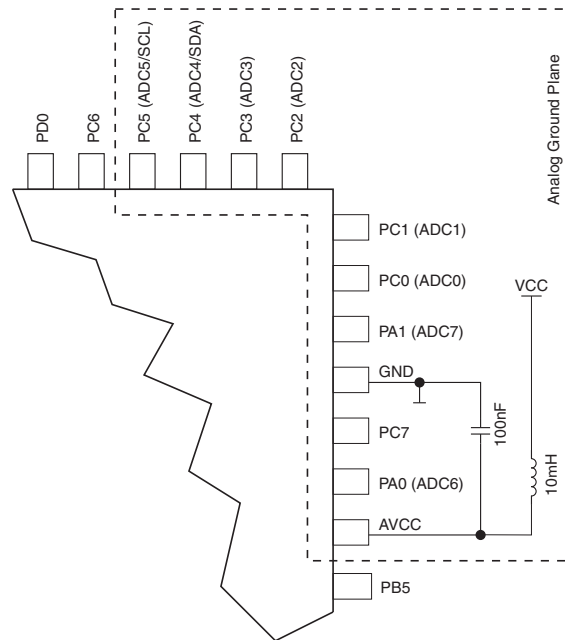 PD0
PC6
PC5 (ADC5/SCL)
PC4 (ADC4/SDA)
PC3 (ADC3)
PC2 (ADC2)
Analog Ground Plane
PC1 (ADC1)
PC0 (ADC0)
VCC
PA1 (ADC7)
GND
100nF
PC7
10mH
PA0 (ADC6)
AVCC
PB5